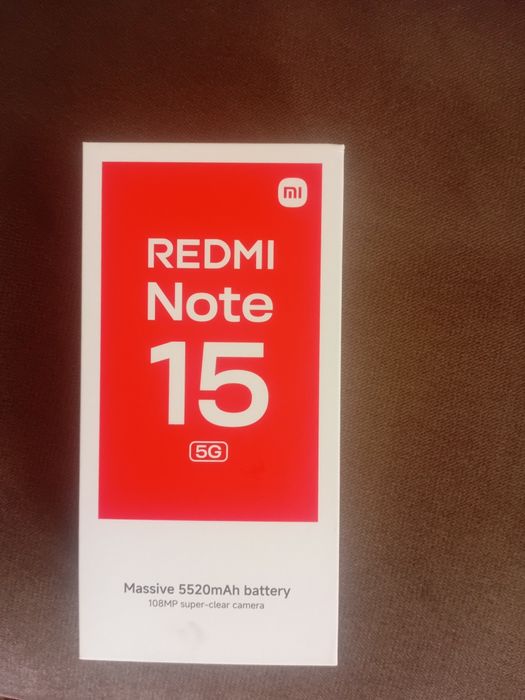 mi
REDMI
Note
15
5G
Massive 5520mAh battery
108MP super-clear camera